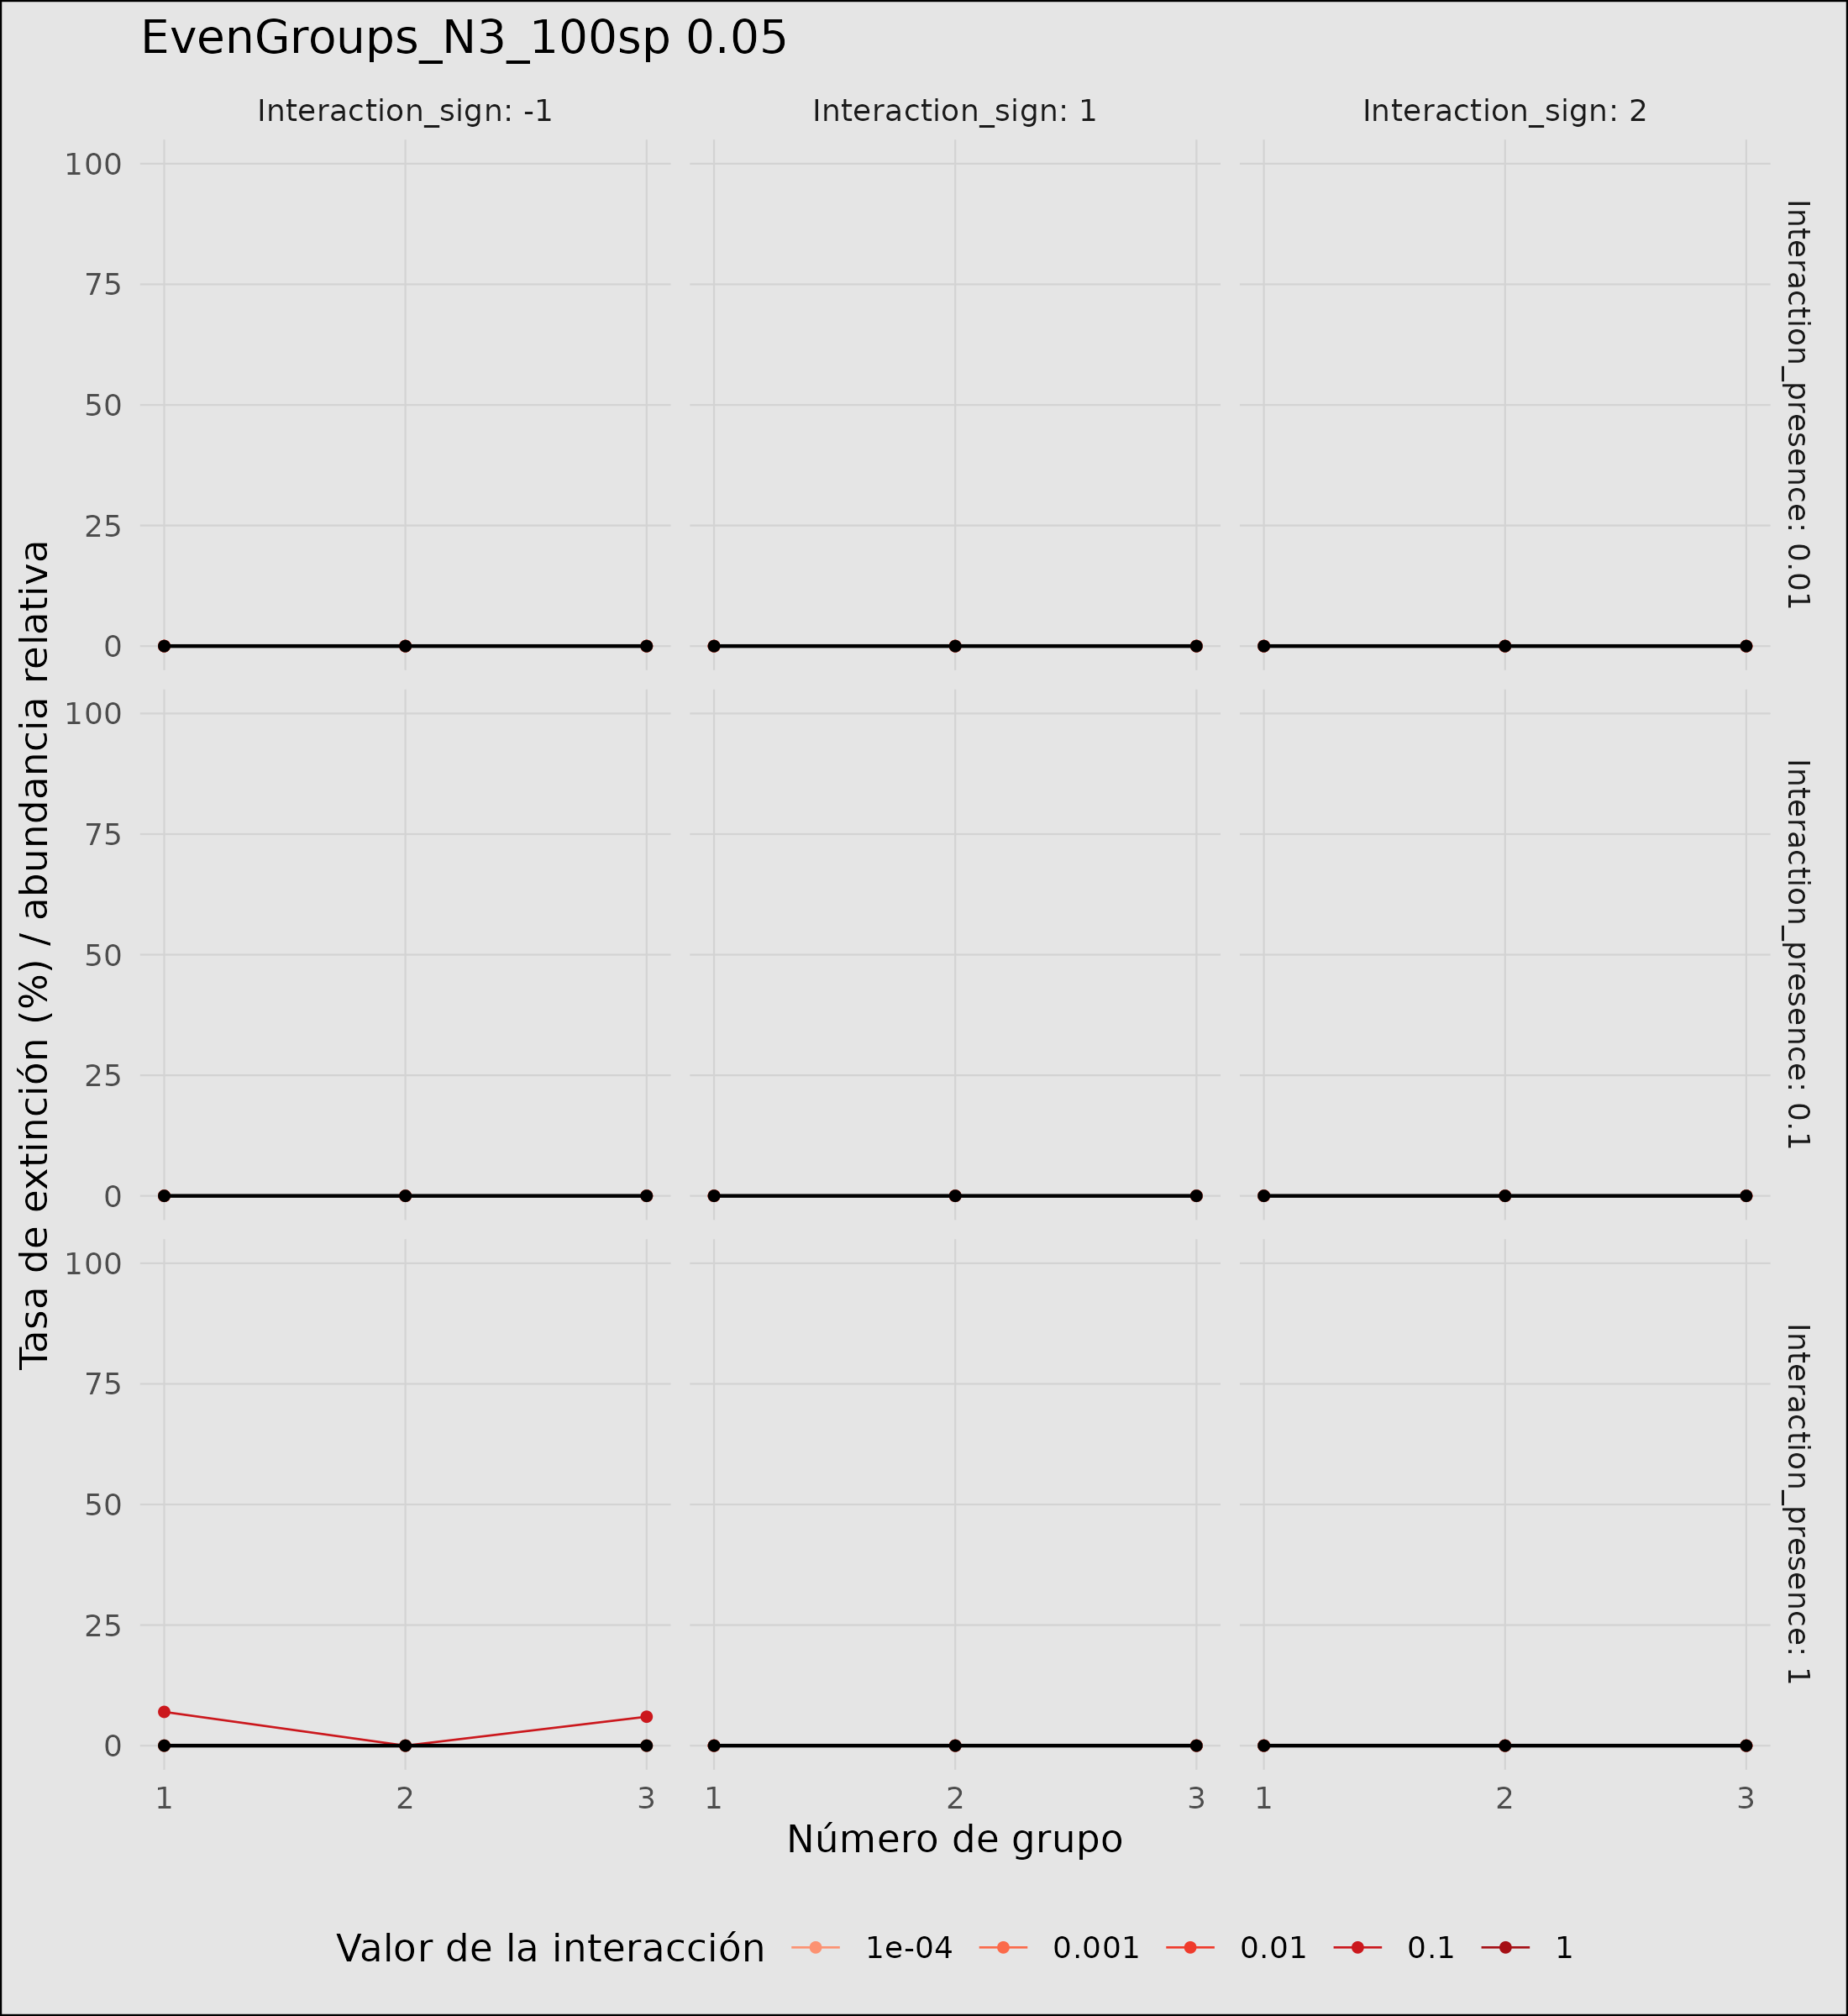 EvenGroups_N3_100sp 0.05
Interaction_sign: -1
Interaction_sign: 1
Interaction_sign: 2
100
75
50
25
0
Interaction_presence: 0.01
100
75
50
25
0
Interaction_presence: 0.1
100
75
50
25
0
Interaction_presence: 1
Tasa de extinción (%) / abundancia relativa
1 2 3
1 2 3
1 2 3
Número de grupo
Valor de la interacción 1e-04 0.001 0.01 0.1 1